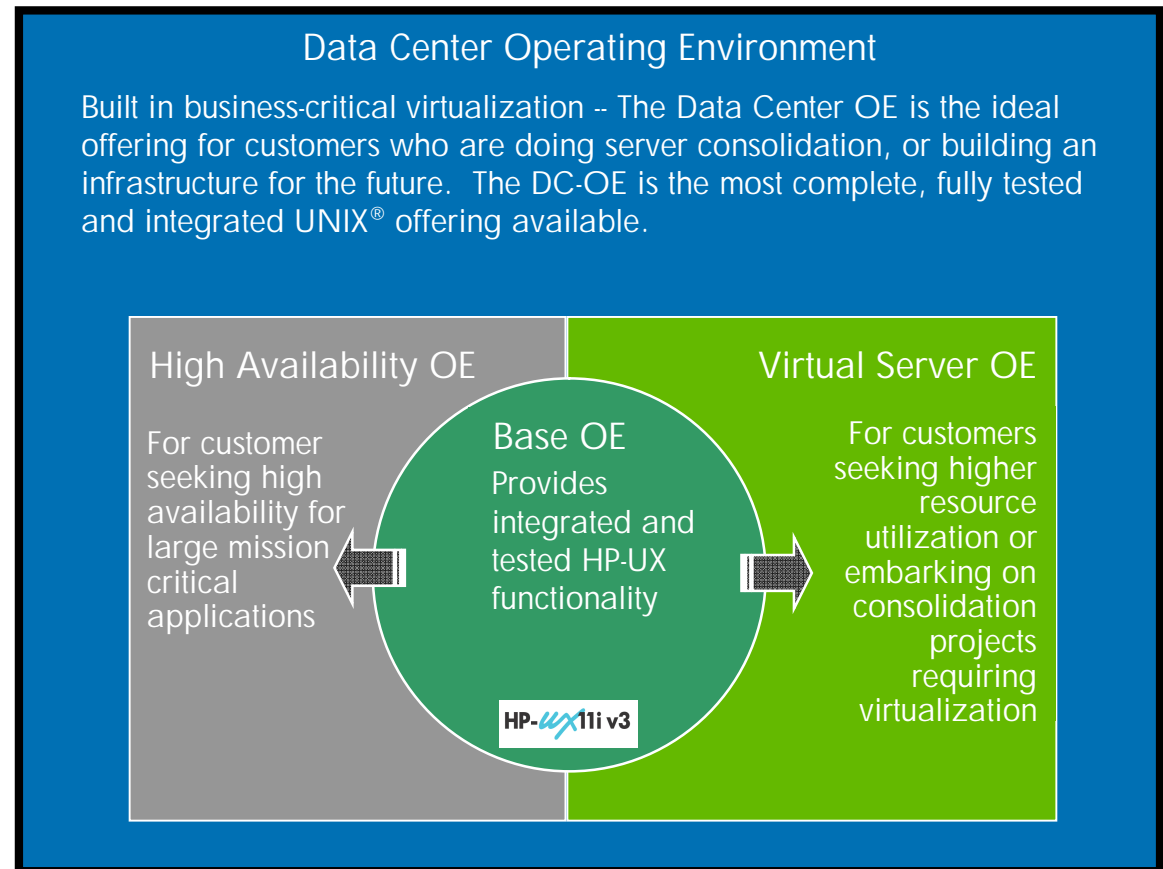 Data Center Operating Environment
Built in business-critical virtualization -- The Data Center OE is the ideal
offering for customers who are doing server consolidation, or building an
infrastructure for the future.  The DC-OE is the most complete, fully tested
and integrated UNIX® offering available.
High Availability OE
For customer
seeking high
availability for
large mission
critical
applications
Base OE
Provides
integrated and
tested HP-UX
functionality
HP-UX 11i v3
Virtual Server OE
For customers
seeking higher
resource
utilization or
embarking on
consolidation
projects
requiring
virtualization